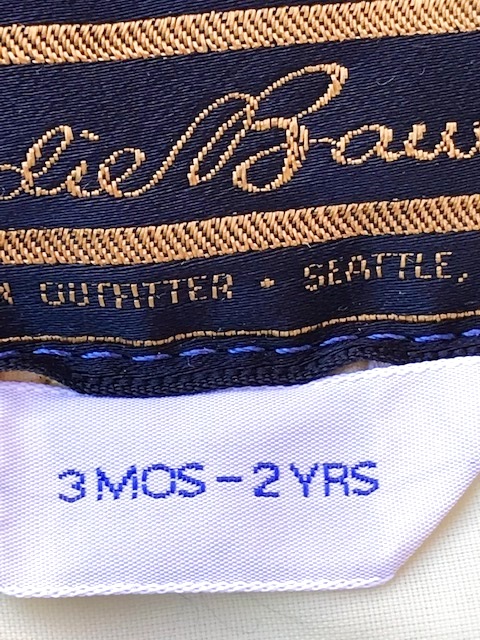 die Bau
N OUTFITTER • SEATTLE,
3 MOS – 2 YRS